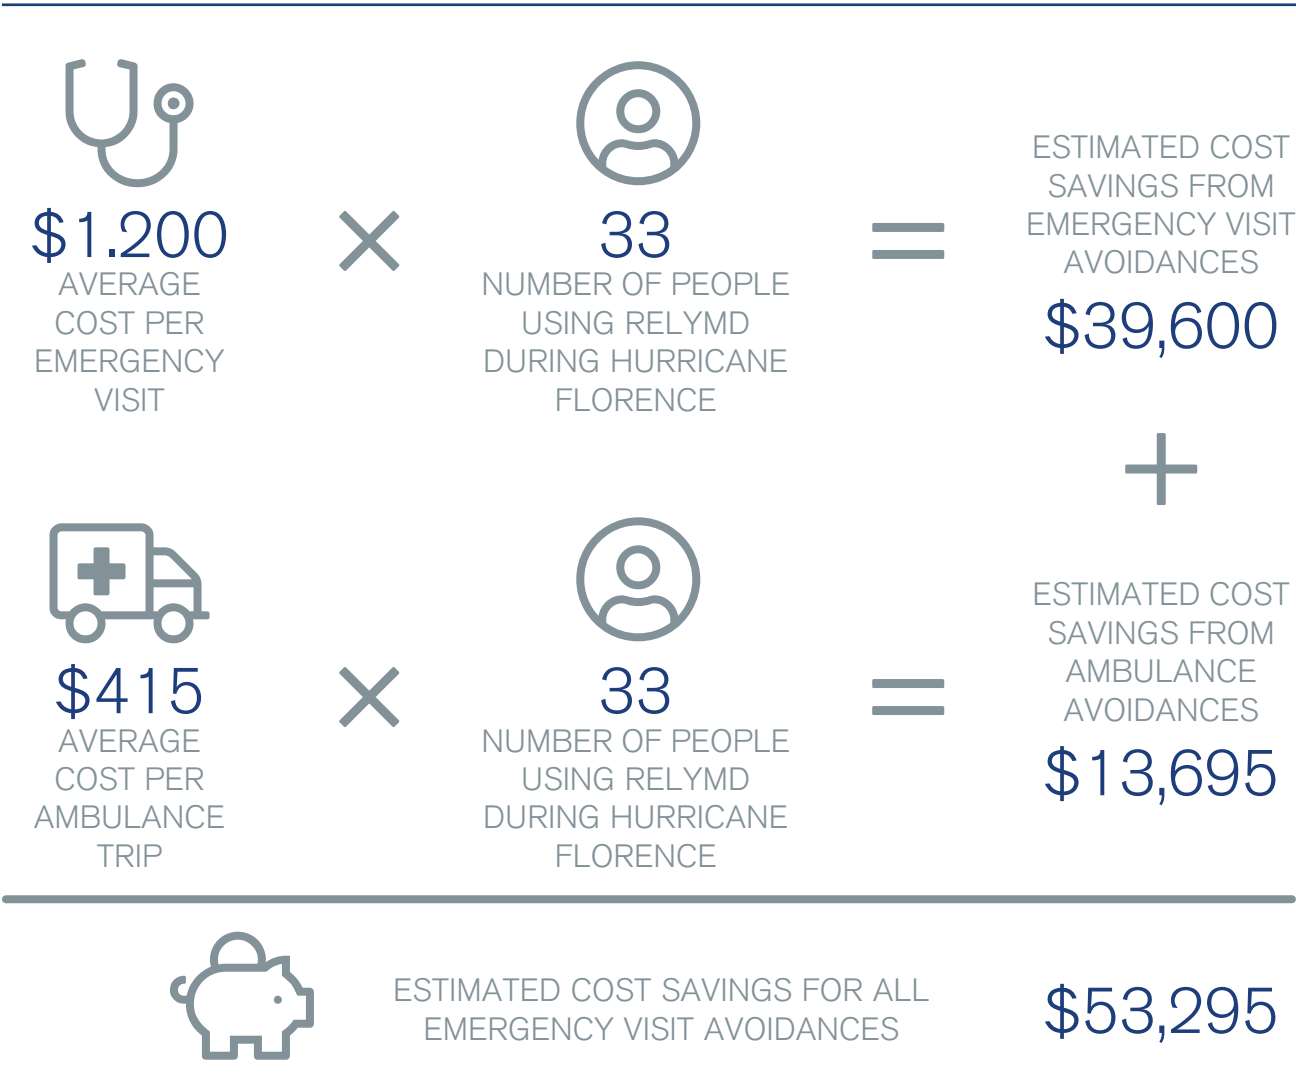 $1.200
AVERAGE
COST PER
EMERGENCY
VISIT
33
NUMBER OF PEOPLE
USING RELYMD
DURING HURRICANE
FLORENCE
ESTIMATED COST
SAVINGS FROM
EMERGENCY VISIT
AVOIDANCES
$39,600
$415
AVERAGE
COST PER
AMBULANCE
TRIP
33
NUMBER OF PEOPLE
USING RELYMD
DURING HURRICANE
FLORENCE
ESTIMATED COST
SAVINGS FROM
AMBULANCE
AVOIDANCES
$13,695
ESTIMATED COST SAVINGS FOR ALL
EMERGENCY VISIT AVOIDANCES
$53,295